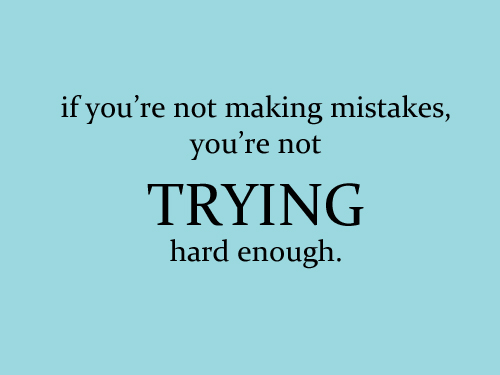 if you're not making mistakes,
you're not
TRYING
hard enough.